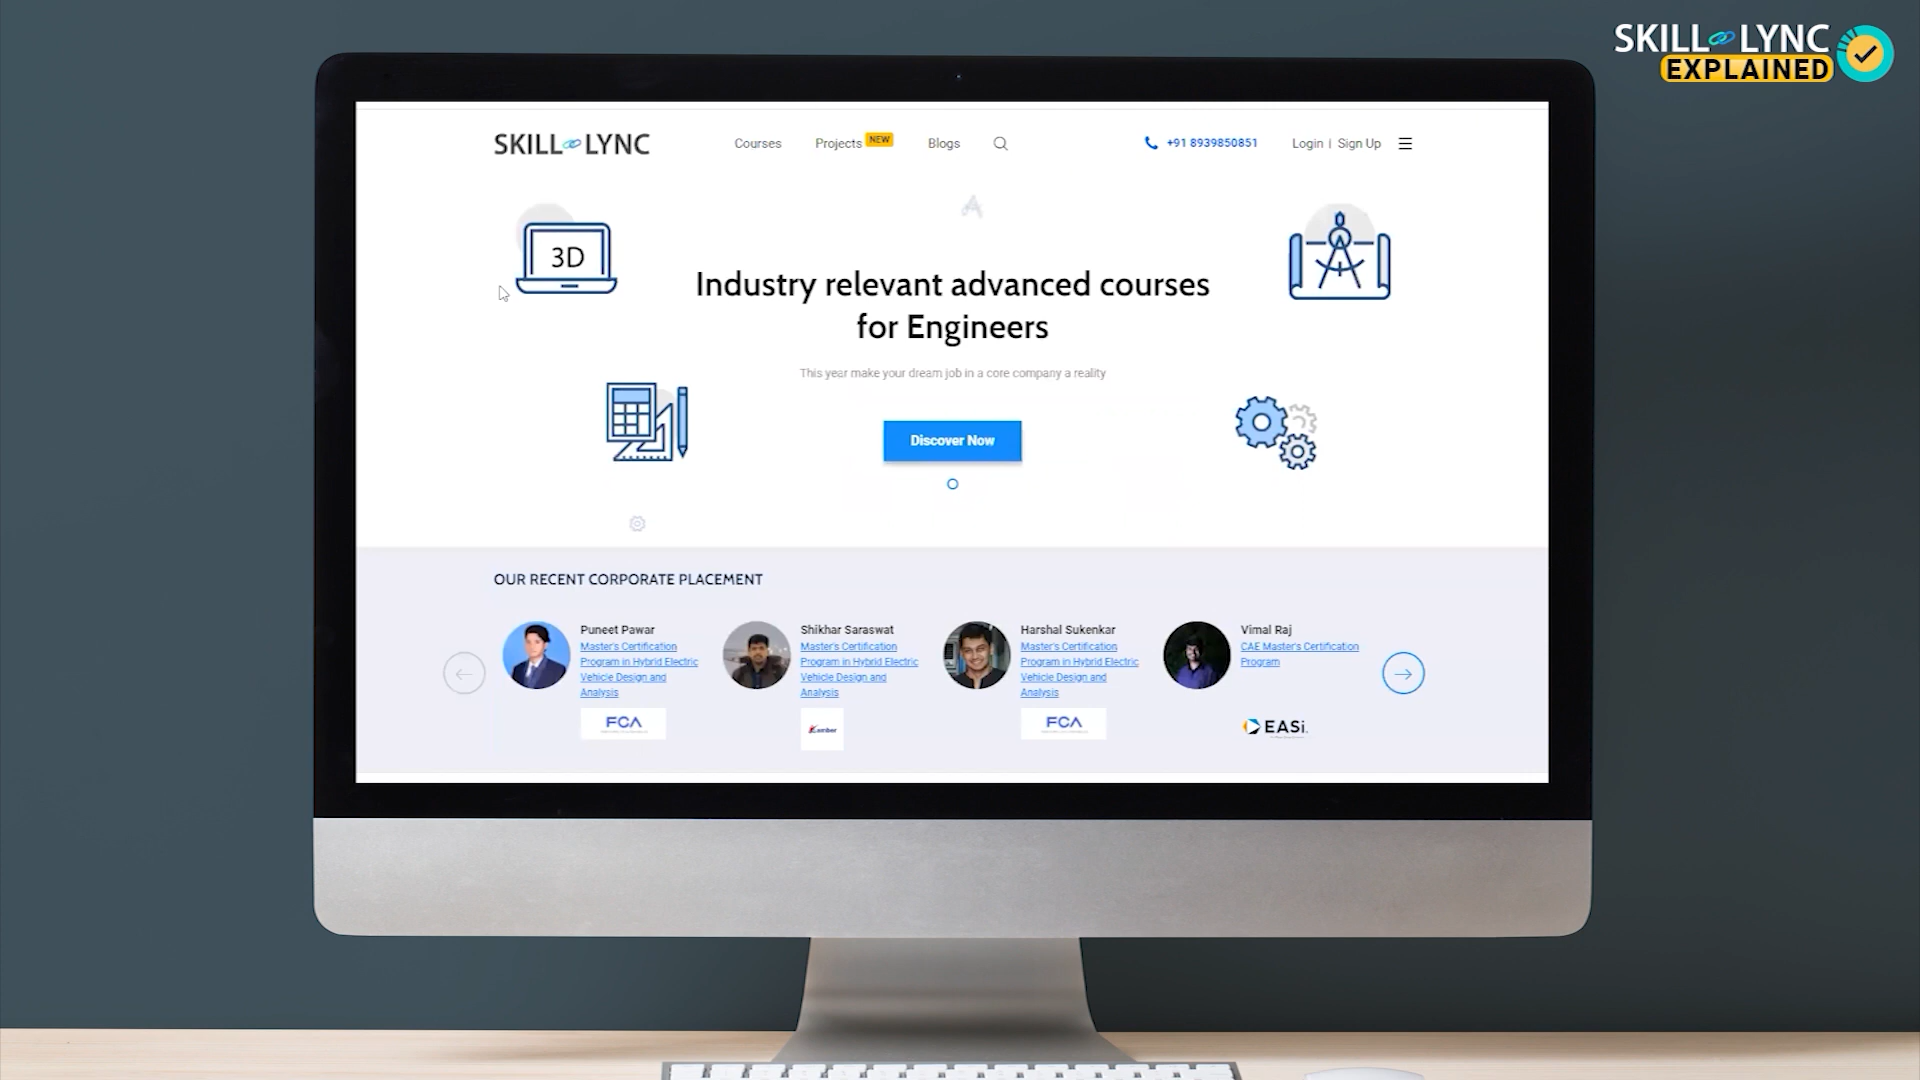 SKILL LYNC
EXPLAINED
SKILL LYNC
Courses
Projects NEW
Blogs
+91 8939850851
Login | Sign Up
3D
Industry relevant advanced courses
for Engineers
This year make your dream job in a core company a reality
Discover Now
OUR RECENT CORPORATE PLACEMENT
Puneet Pawar
Master's Certification
Program in Hybrid Electric
Vehicle Design and
Analysis
FCA
Shikhar Saraswat
Master's Certification
Program in Hybrid Electric
Vehicle Design and
Analysis
Harshal Sukenkar
Master's Certification
Program in Hybrid Electric
Vehicle Design and
Analysis
FCA
Vimal Raj
CAE Master's Certification
Program
EASi.